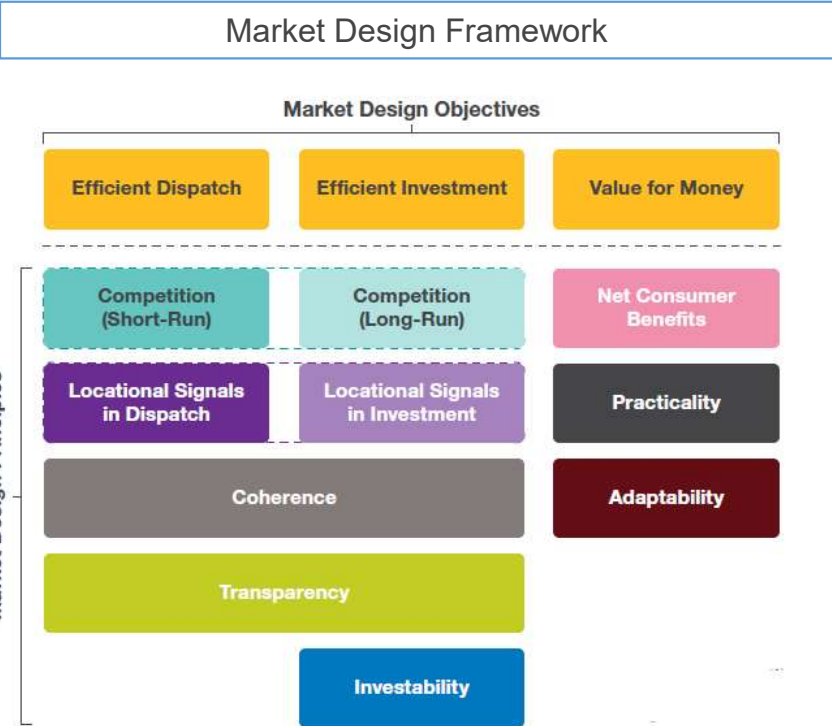 Market Design Framework
Market Design Objectives
Efficient Dispatch
Efficient Investment
Value for Money
Competition
(Short-Run)
Competition
(Long-Run)
Net Consumer
Benefits
Locational Signals
in Dispatch
Locational Signals
in Investment
Practicality
Coherence
Adaptability
Transparency
Investability